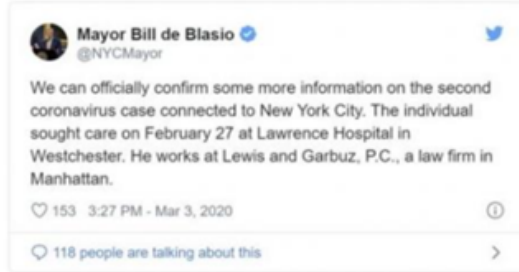 Mayor Bill de Blasio
@NYCMayor
We can officially confirm some more information on the second
coronavirus case connected to New York City. The individual
sought care on February 27 at Lawrence Hospital in
Westchester. He works at Lewis and Garbuz, P.C., a law firm in
Manhattan.
153 3:27 PM - Mar 3, 2020
118 people are talking about this